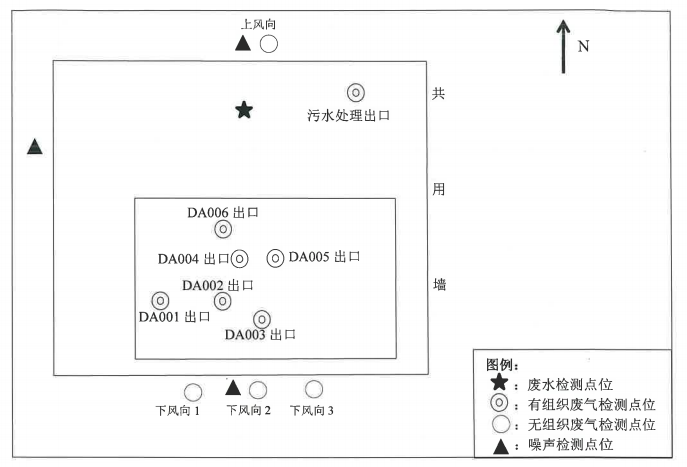 上风向
N
共
污水处理出口
用
DA006 出口
DA004 出口
DA005 出口
墙
DA002 出口
DA001 出口
DA003 出口
下风向 1
下风向 2
下风向 3
图例：
：废水检测点位
：有组织废气检测点位
：无组织废气检测点位
：噪声检测点位